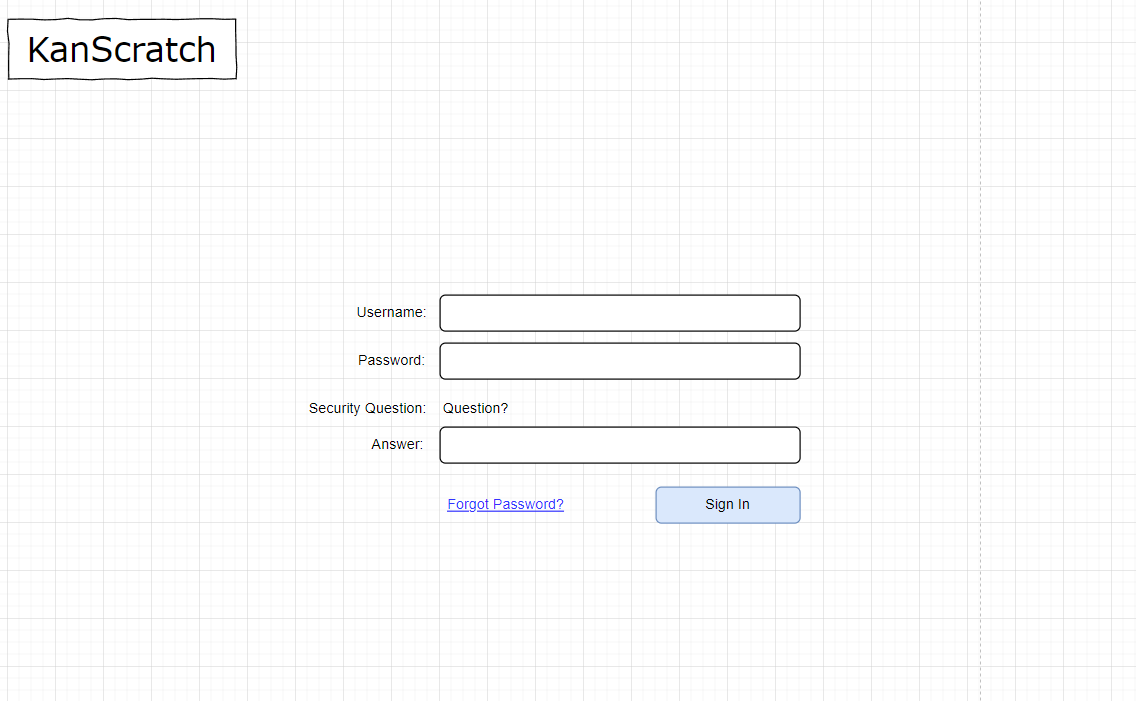 KanScratch
Username:
Password:
Security Question: Question?
Answer:
Forgot Password? Sign In